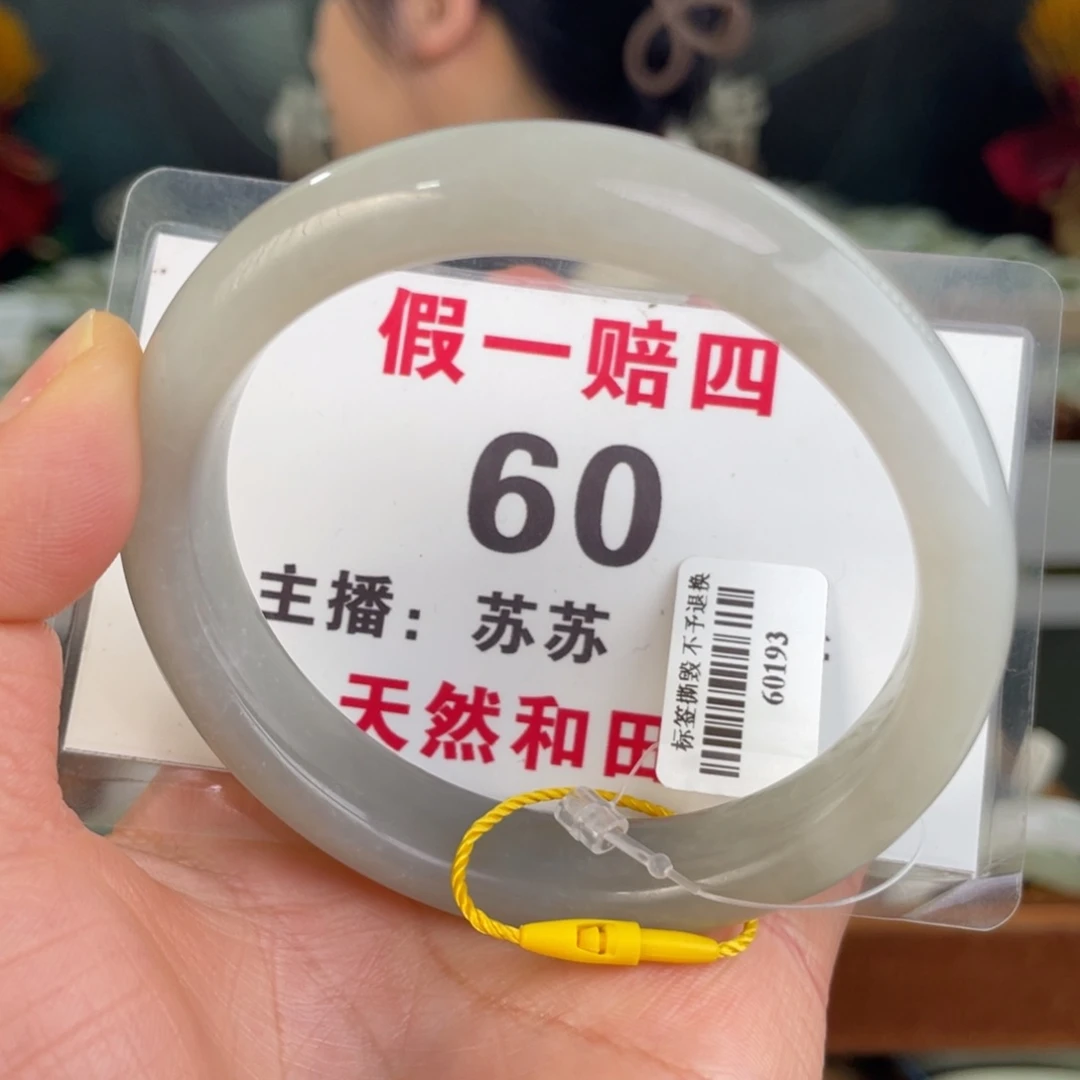 假一赔四
60
主播：苏苏
天然和田
标签撕毁 不予退换
60193